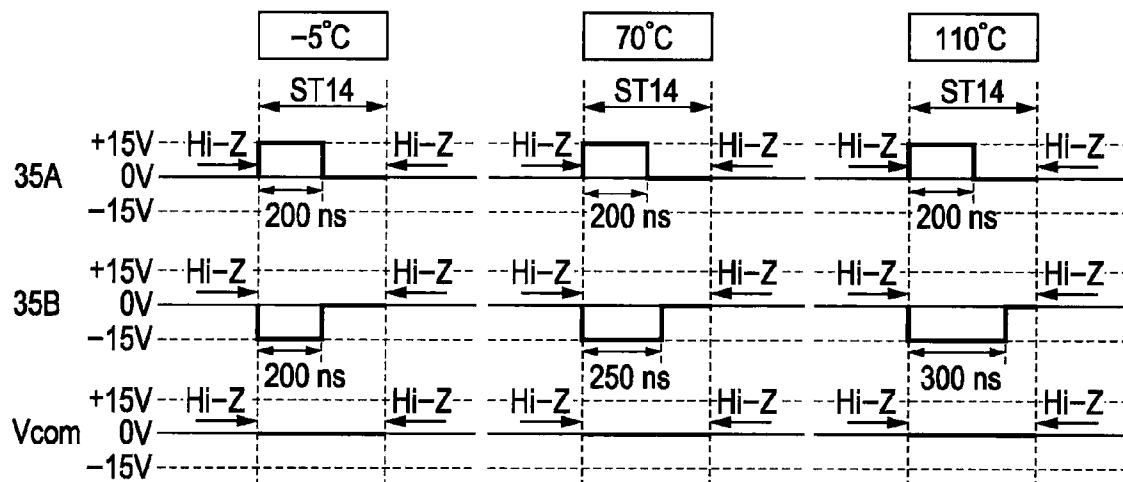 −5°C 70°C 110°C
ST14 ST14 ST14
35A +15V 0V −15V Hi−Z Hi−Z Hi−Z Hi−Z Hi−Z Hi−Z
200 ns 200 ns 200 ns
35B +15V 0V −15V Hi−Z Hi−Z Hi−Z Hi−Z Hi−Z Hi−Z
200 ns 250 ns 300 ns
Vcom +15V 0V −15V Hi−Z Hi−Z Hi−Z Hi−Z Hi−Z Hi−Z